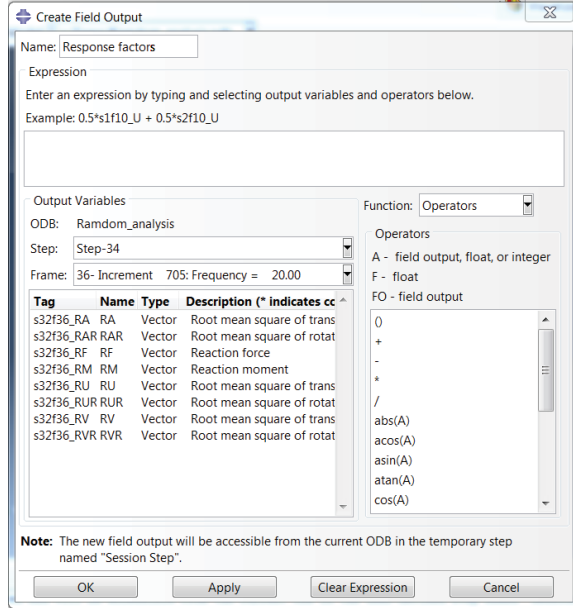 Create Field Output
Name: Response factors
Expression
Enter an expression by typing and selecting output variables and operators below.
Example: 0.5*s1f10_U + 0.5*s2f10_U
Output Variables
ODB: Ramdom_analysis
Step: Step-34
Frame: 36- Increment 705: Frequency = 20.00
Tag Name Type Description (* indicates cc
s32f36_RA RA Vector Root mean square of trans
s32f36_RAR RAR Vector Root mean square of rotat
s32f36_RF RF Vector Reaction force
s32f36_RM RM Vector Reaction moment
s32f36_RU RU Vector Root mean square of trans
s32f36_RUR RUR Vector Root mean square of rotat
s32f36_RV RV Vector Root mean square of trans
s32f36_RVR RVR Vector Root mean square of rotat
Function: Operators
Operators
A - field output, float, or integer
F - float
FO - field output
()
+
-
*
/
abs(A)
acos(A)
asin(A)
atan(A)
cos(A)
Note: The new field output will be accessible from the current ODB in the temporary step
named "Session Step".
OK Apply Clear Expression Cancel